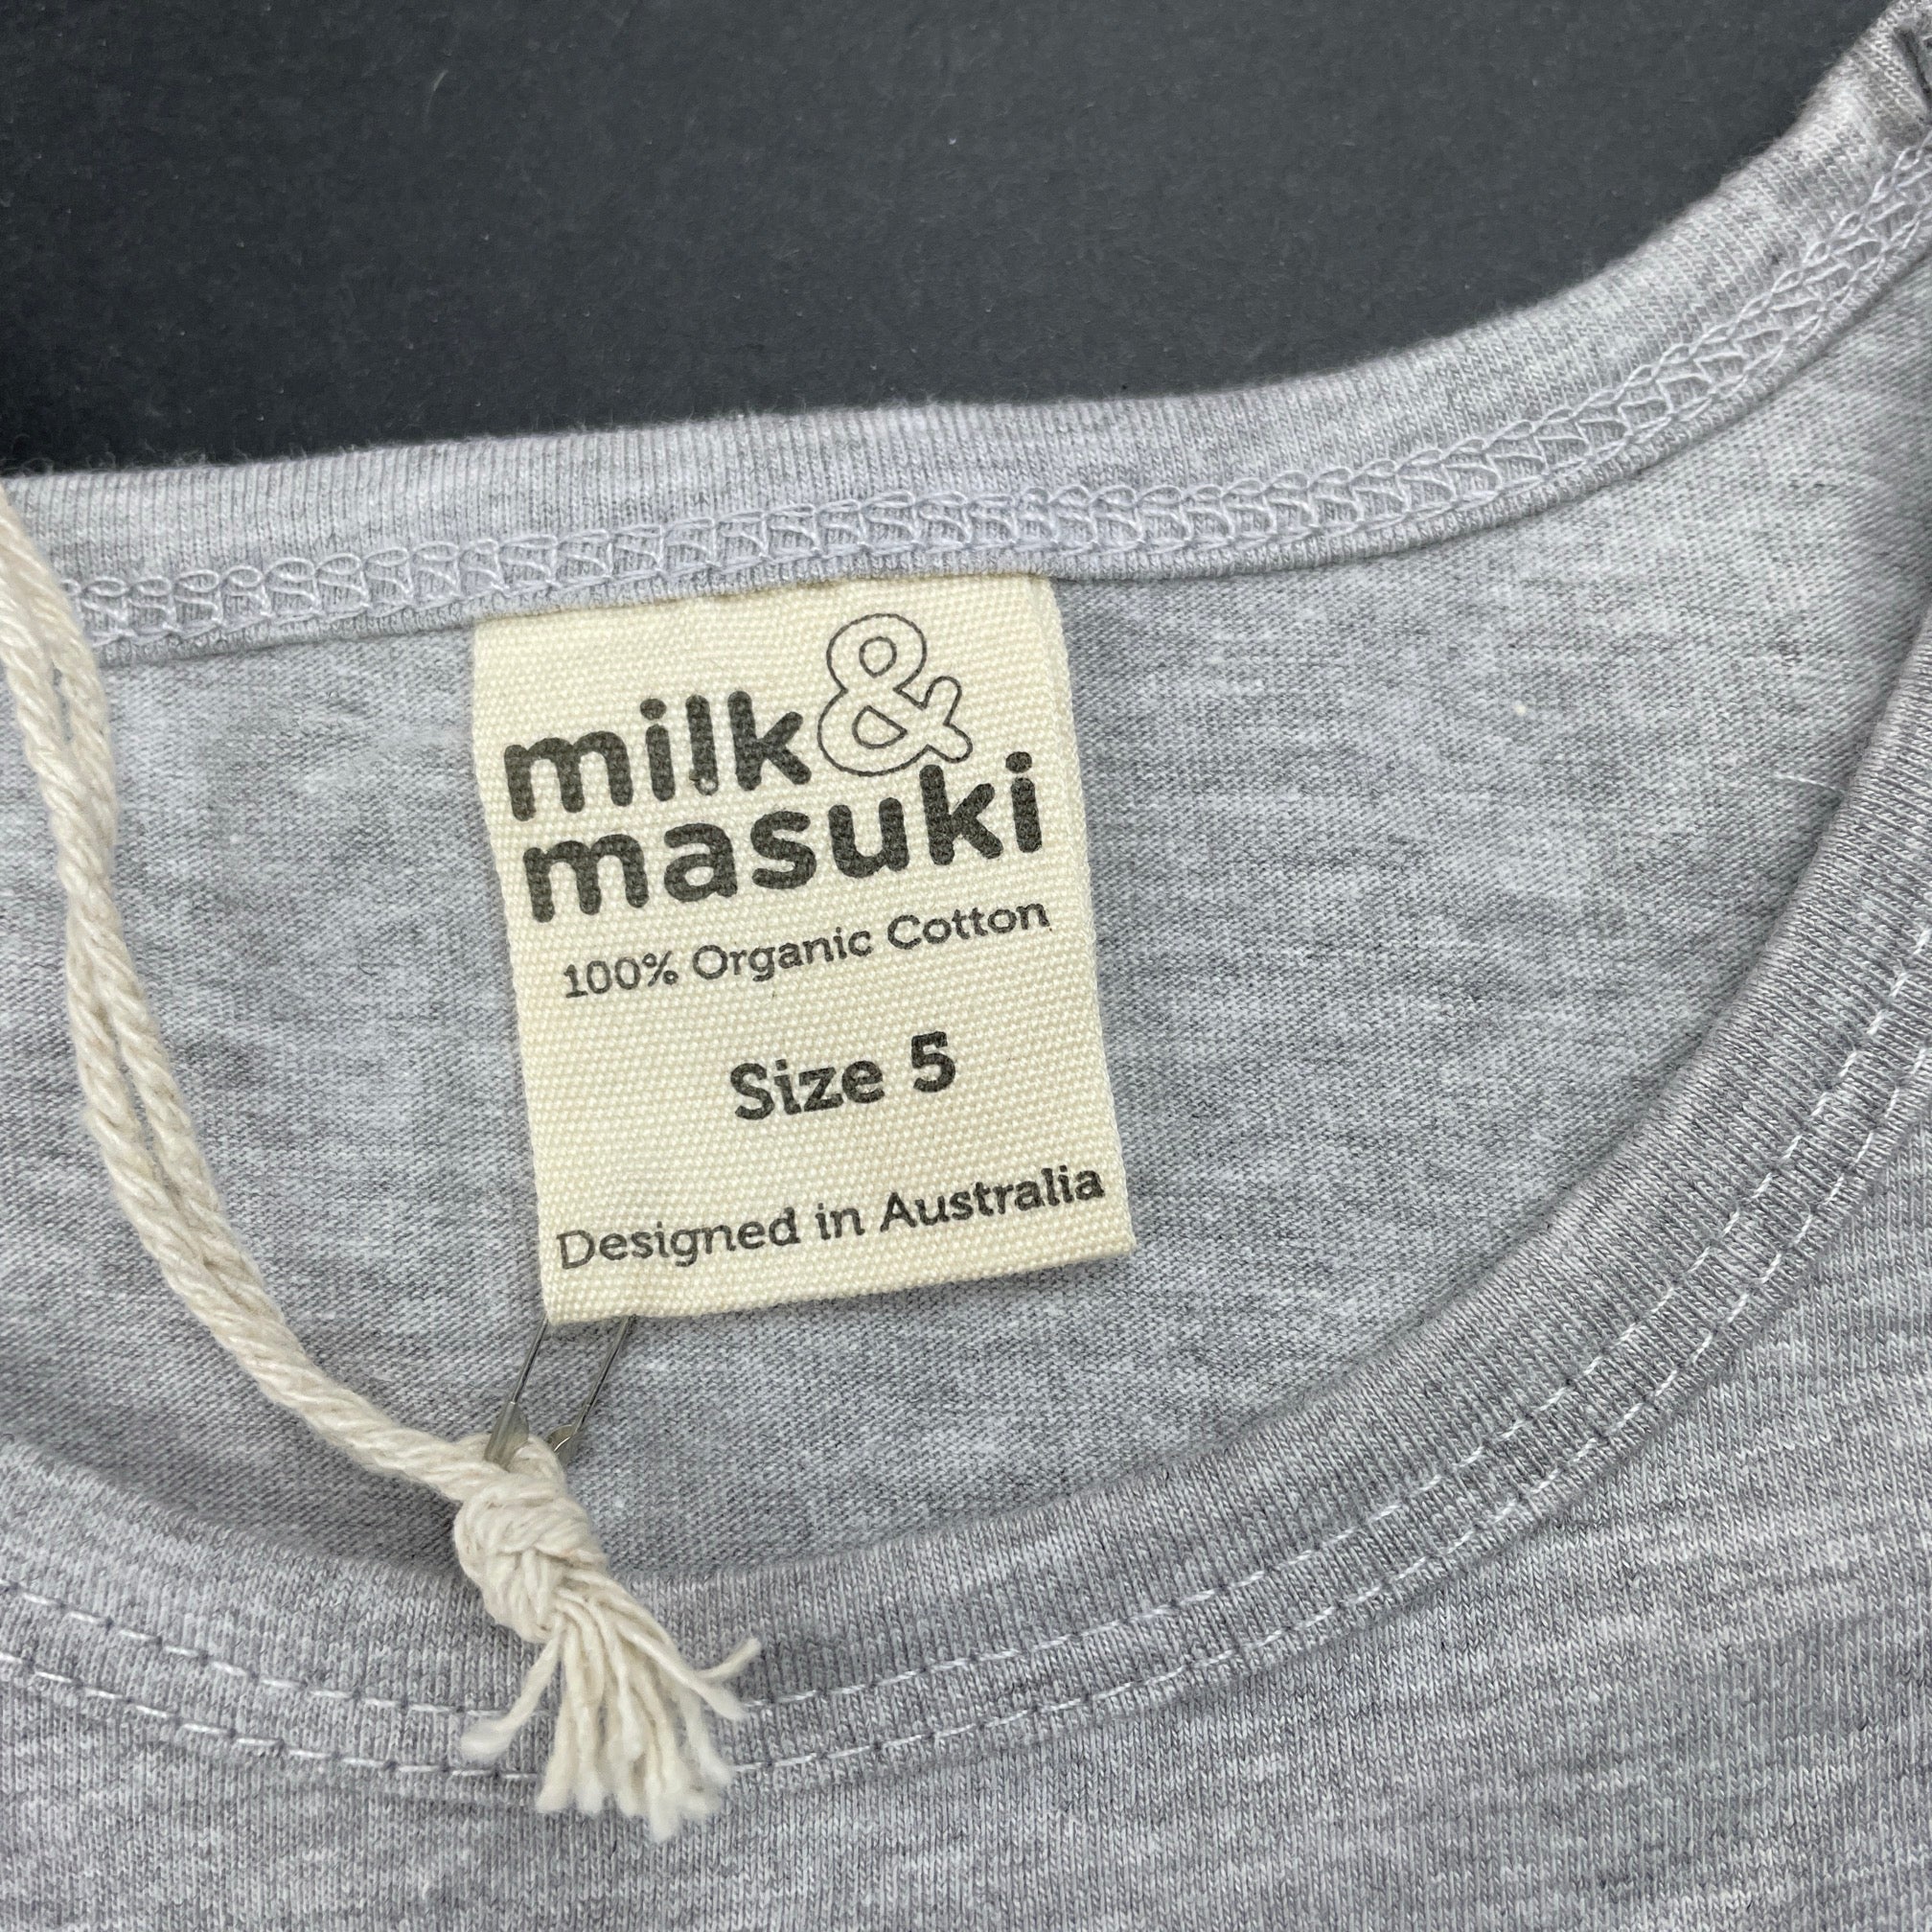 milk &
masuki
100% Organic Cotton
Size 5
Designed in Australia